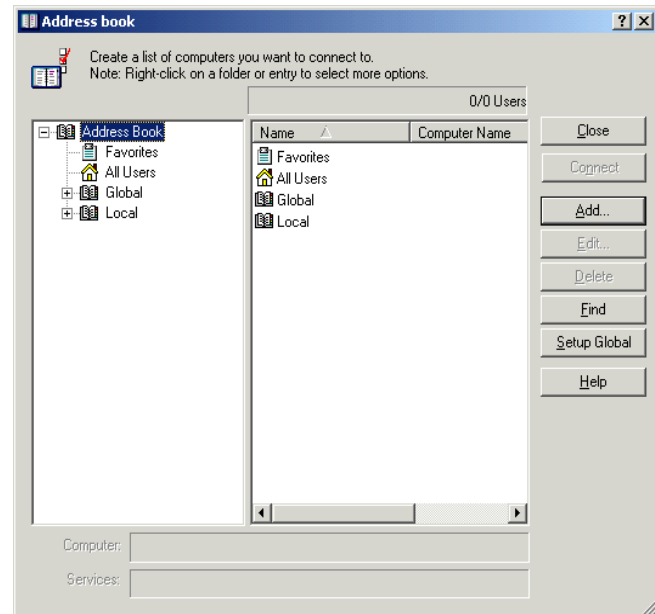 Address book
Create a list of computers you want to connect to.
Note: Right-click on a folder or entry to select more options.
0/0 Users
Address Book
Favorites
All Users
Global
Local
Name Computer Name
Favorites
All Users
Global
Local
Close
Connect
Add...
Edit...
Delete
Find
Setup Global
Help
Computer:
Services: